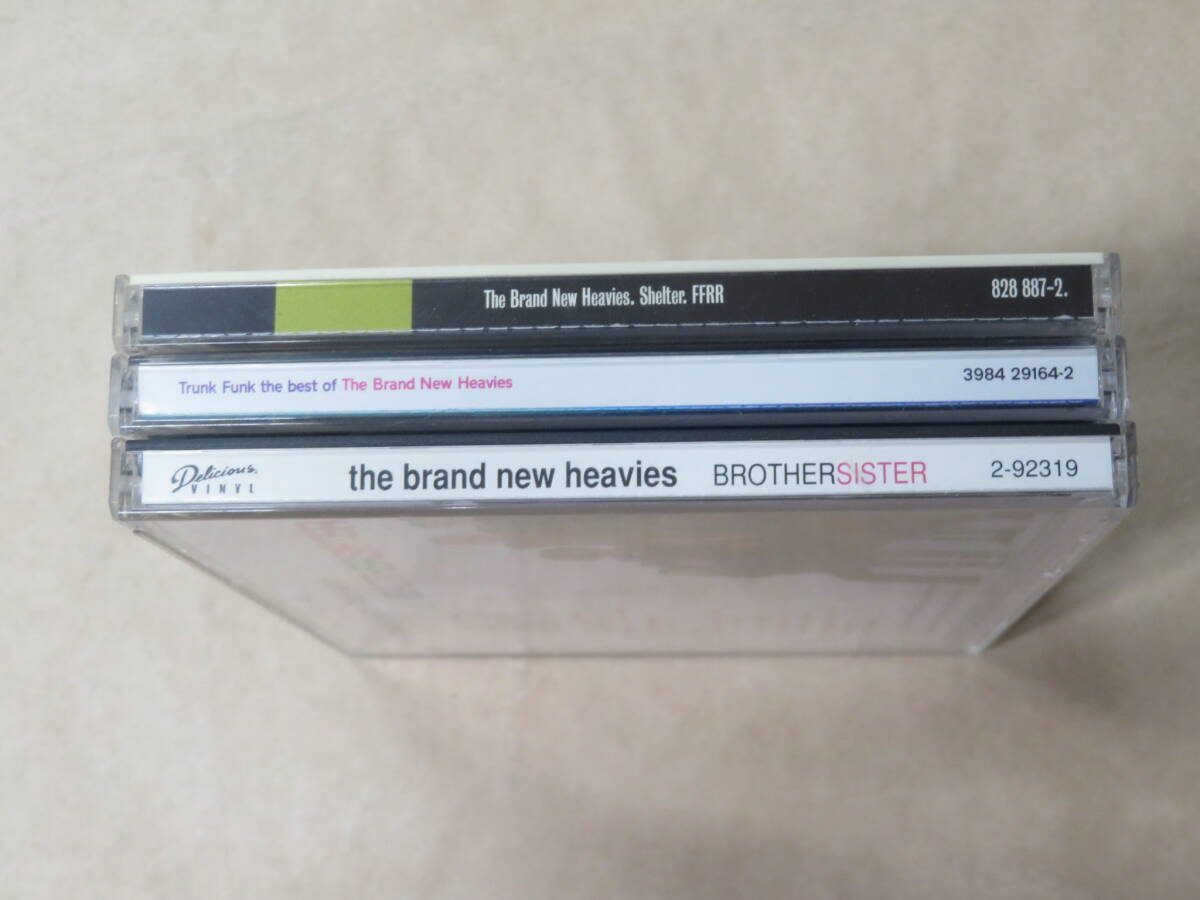 The Brand New Heavies. Shelter. FFRR 828 887-2.
Trunk Funk the best of The Brand New Heavies 3984 29164-2
Delicious VINYL the brand new heavies BROTHERSISTER 2-92319